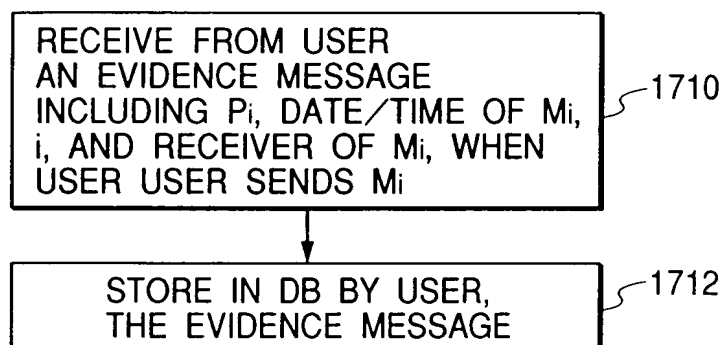 RECEIVE FROM USER
AN EVIDENCE MESSAGE
INCLUDING Pi, DATE/TIME OF Mi,
i, AND RECEIVER OF Mi, WHEN
USER USER SENDS Mi
1710
STORE IN DB BY USER,
THE EVIDENCE MESSAGE
1712